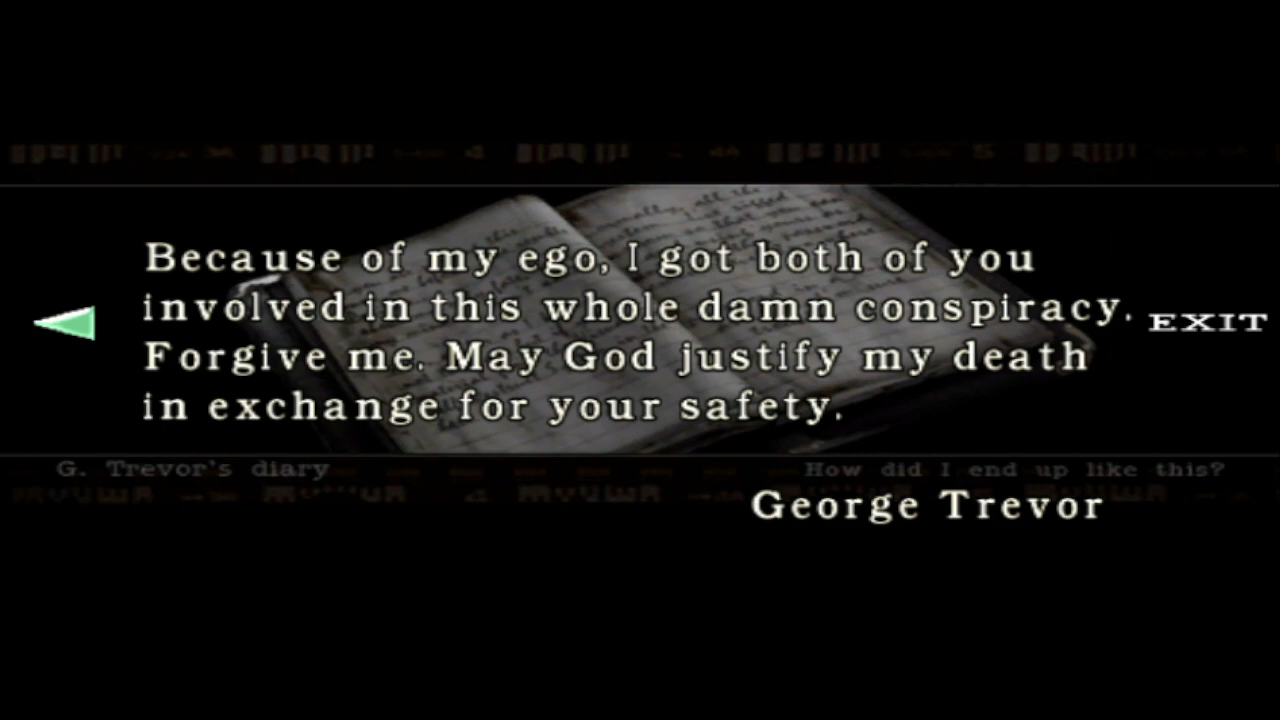 Because of my ego, I got both of you
involved in this whole damn conspiracy.
EXIT
Forgive me. May God justify my death
in exchange for your safety.
G. Trevor's diary
How did I end up like this?
George Trevor